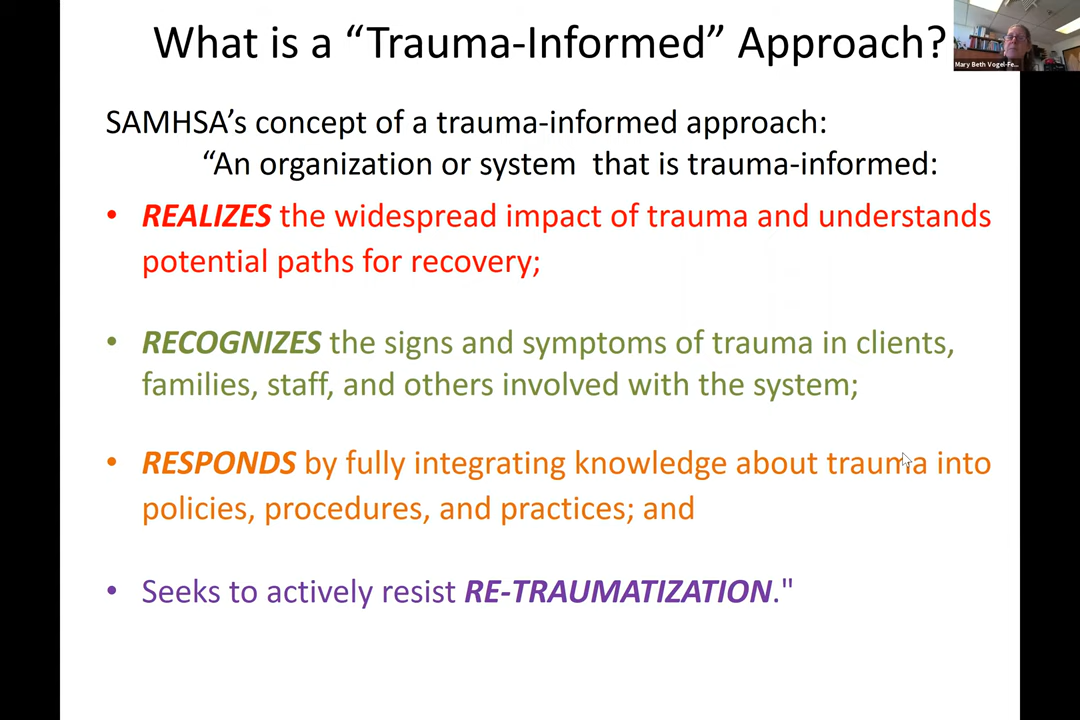 What is a “Trauma-Informed” Approach?
Mary Beth Vogel-Fe...
SAMHSA’s concept of a trauma-informed approach:
“An organization or system that is trauma-informed:
• REALIZES the widespread impact of trauma and understands
potential paths for recovery;
• RECOGNIZES the signs and symptoms of trauma in clients,
families, staff, and others involved with the system;
• RESPONDS by fully integrating knowledge about trauma into
policies, procedures, and practices; and
• Seeks to actively resist RE-TRAUMATIZATION."